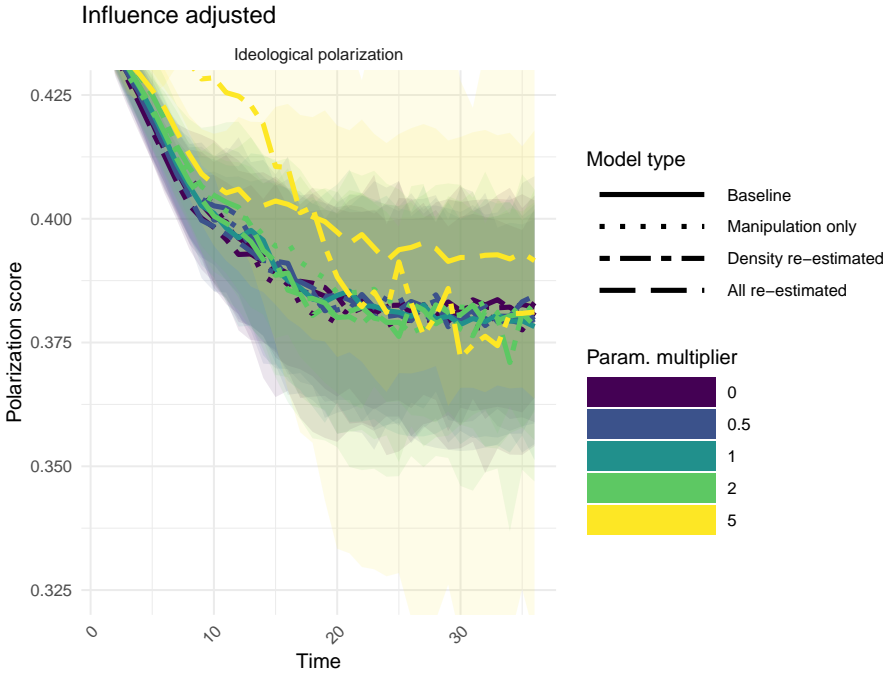 Influence adjusted
Ideological polarization
Polarization score
0.425
0.400
0.375
0.350
0.325
0
10
20
30
Time
Model type
Baseline
Manipulation only
Density re−estimated
All re−estimated
Param. multiplier
0
0.5
1
2
5